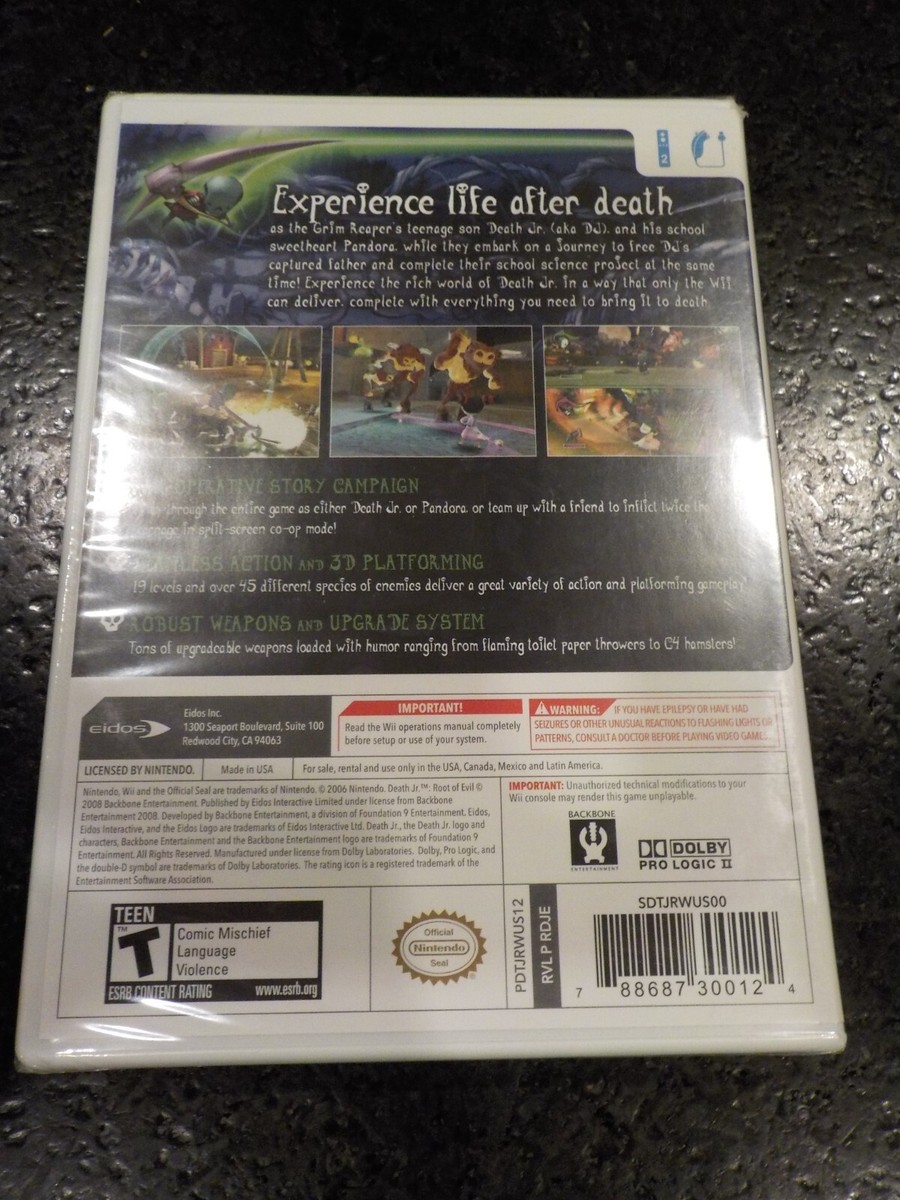 2
Experience life after death
as the Grim Reaper's teenage son Death Jr. (aka DJ), and his school
sweetheart Pandora, while they embark on a Journey to free DJ's
captured father and complete their school science project at the same
time! Experience the rich world of Death Jr. in a way that only the Wii
can deliver, complete with everything you need to bring it to death
STORY CAMPAIGN
through the entire game as either Death Jr. or Pandora, or team up with a friend to inflict twice the
in split-screen co-op mode!
ACTION AND 3D PLATFORMING
19 levels and over 45 different species of enemies deliver a great variety of action and platforming gameplay!
ROBUST WEAPONS AND UPGRADE SYSTEM
Tons of upgradeable weapons loaded with humor ranging from flaming toilet paper throwers to C4 hamsters!
eidos
Eidos Inc.
1300 Seaport Boulevard, Suite 100
Redwood City, CA 94063
IMPORTANT!
Read the Wii operations manual completely
before setup or use of your system.
WARNING: IF YOU HAVE EPILEPSY OR HAVE HAD
SEIZURES OR OTHER UNUSUAL REACTIONS TO FLASHING LIGHTS OR
PATTERNS, CONSULT A DOCTOR BEFORE PLAYING VIDEO GAMES.
LICENSED BY NINTENDO.
Made in USA
For sale, rental and use only in the USA, Canada, Mexico and Latin America.
Nintendo, Wii and the Official Seal are trademarks of Nintendo. © 2006 Nintendo. Death Jr.™: Root of Evil ©
2008 Backbone Entertainment. Published by Eidos Interactive Limited under license from Backbone
Entertainment 2008. Developed by Backbone Entertainment, a division of Foundation 9 Entertainment. Eidos,
Eidos Interactive, and the Eidos Logo are trademarks of Eidos Interactive Ltd. Death Jr., the Death Jr. logo and
characters, Backbone Entertainment and the Backbone Entertainment logo are trademarks of Foundation 9
Entertainment. All Rights Reserved. Manufactured under license from Dolby Laboratories. Dolby, Pro Logic, and
the double-D symbol are trademarks of Dolby Laboratories. The rating icon is a registered trademark of the
Entertainment Software Association.
IMPORTANT: Unauthorized technical modifications to your
Wii console may render this game unplayable.
BACKBONE
ENTERTAINMENT
DOLBY
PRO LOGIC II
TEEN
T™
Comic Mischief
Language
Violence
ESRB CONTENT RATING www.esrb.org
Official
Nintendo
Seal
®
PDTJRWUS12
RVL P RDJE
SDTJRWUS00
7 88687 30012 4